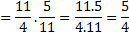 = 11/4 . 5/11 = 11.5/4.11 = 5/4